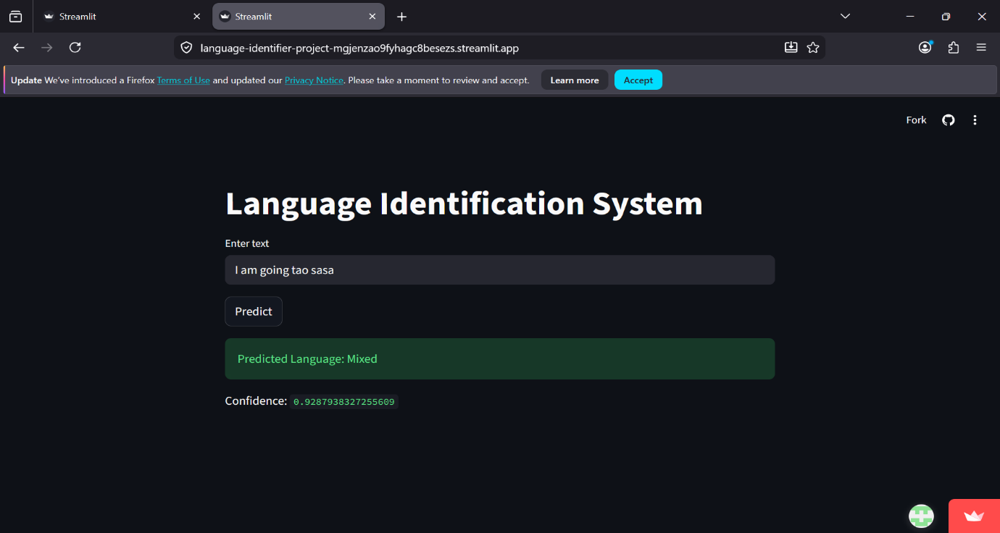 Streamlit
Streamlit
language-identifier-project-mgjenzao9fyhagc8besezs.streamlit.app
Update We've introduced a Firefox Terms of Use and updated our Privacy Notice. Please take a moment to review and accept. Learn more Accept
Fork
Language Identification System
Enter text
I am going tao sasa
Predict
Predicted Language: Mixed
Confidence: 0.9287938327255609